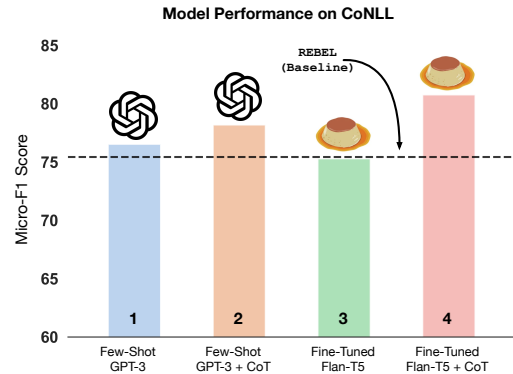 Model Performance on CoNLL
Micro-F1 Score
85
80
75
70
65
60
REBEL
(Baseline)
1
2
3
4
Few-Shot
GPT-3
Few-Shot
GPT-3 + CoT
Fine-Tuned
Flan-T5
Fine-Tuned
Flan-T5 + CoT